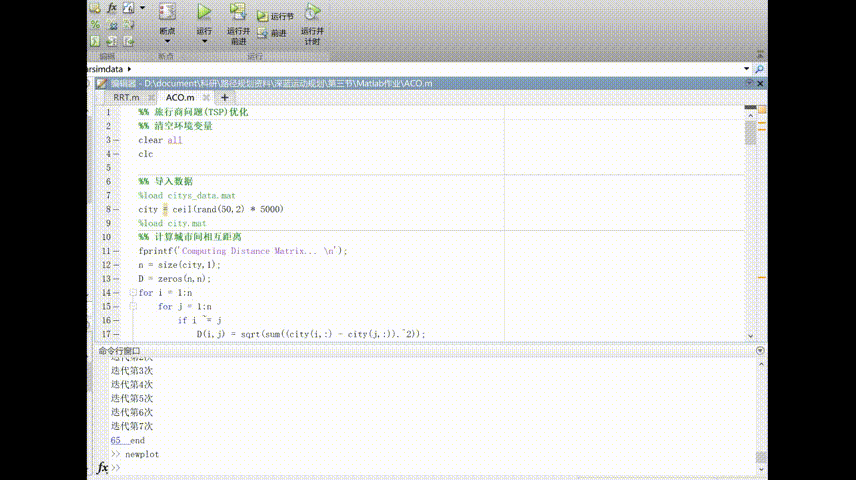 fx
断点
运行
运行并
前进
运行节
前进
运行并
计时
编辑
断点
运行
arsimdata
编辑器 - D:\document\科研\路径规划资料\深蓝运动规划\第三节\Matlab作业\ACO.m
RRT.m
ACO.m
+
1 %% 旅行商问题(TSP)优化
2 %% 清空环境变量
3 clear all
4 clc
5
6 %% 导入数据
7 %load citys_data.mat
8 city = ceil(rand(50,2) * 5000)
9 %load city.mat
10 %% 计算城市间相互距离
11 fprintf('Computing Distance Matrix... \n');
12 n = size(city,1);
13 D = zeros(n,n);
14 for i = 1:n
15 for j = 1:n
16 if i ~= j
17 D(i,j) = sqrt(sum((city(i,:) - city(j,:)).^2));
命令行窗口
迭代第2次
迭代第3次
迭代第4次
迭代第5次
迭代第6次
迭代第7次
65__end
>> newplot
fx >>